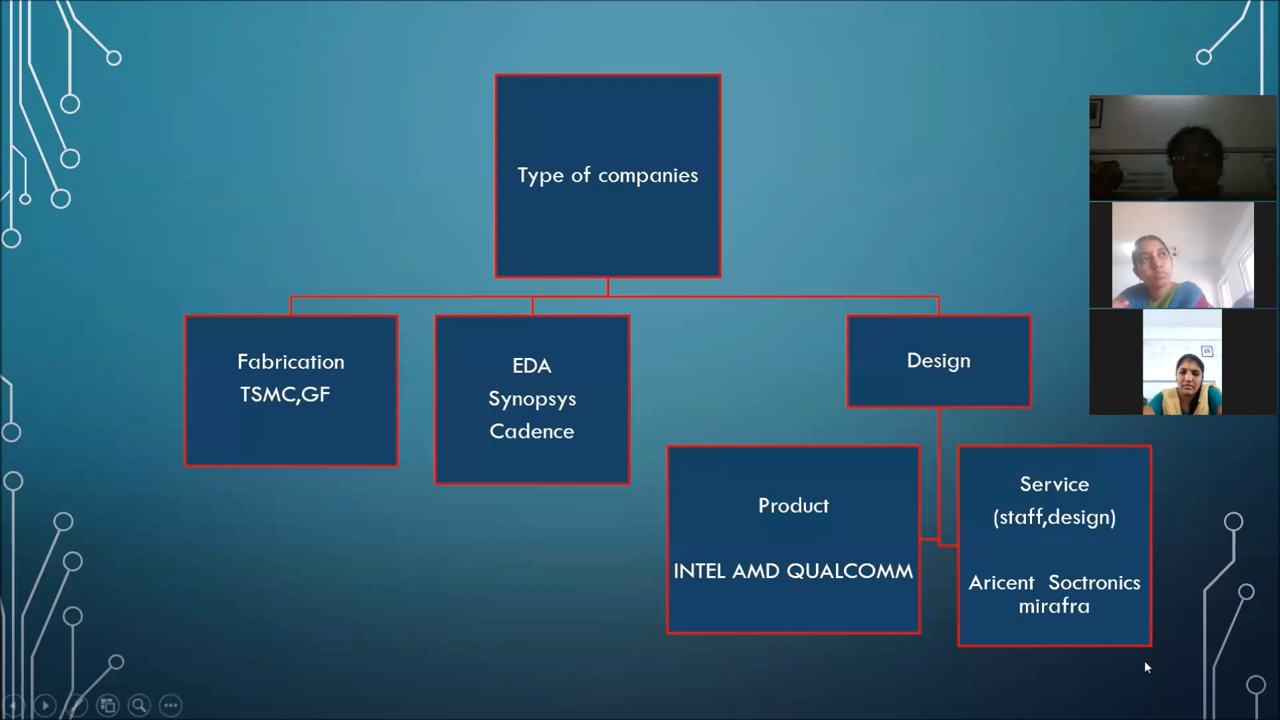 Type of companies
Fabrication
TSMC,GF
EDA
Synopsys
Cadence
Design
Product
INTEL AMD QUALCOMM
Service
(staff,design)
Aricent Soctronics
mirafra